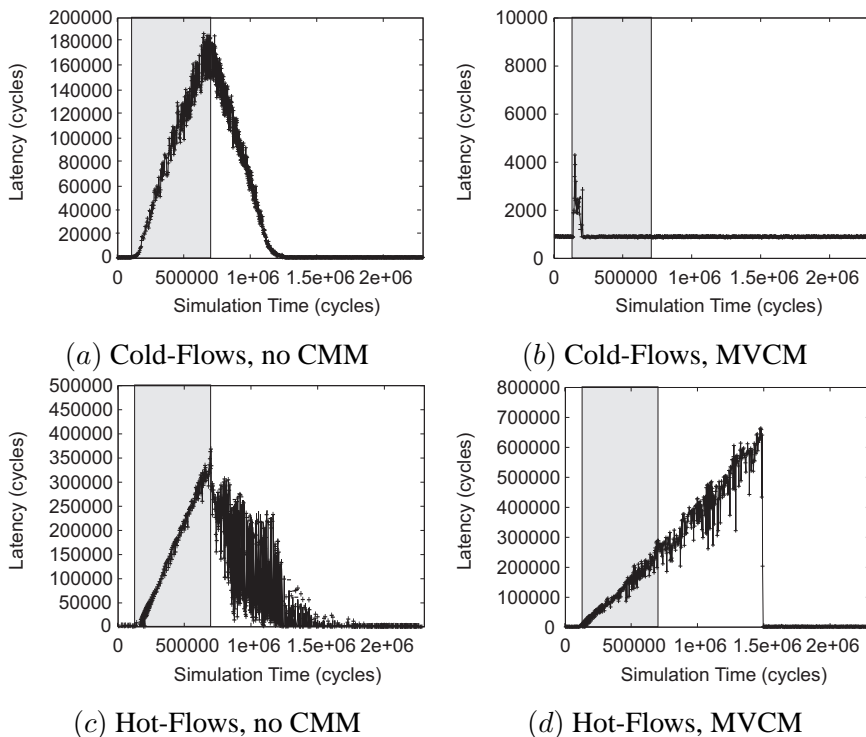 200000
180000
160000
140000
120000
100000
80000
60000
40000
20000
0
Latency (cycles)
0 500000 1e+06 1.5e+06 2e+06
Simulation Time (cycles)
(a) Cold-Flows, no CMM
10000
8000
6000
4000
2000
0
Latency (cycles)
0 500000 1e+06 1.5e+06 2e+06
Simulation Time (cycles)
(b) Cold-Flows, MVCM
500000
450000
400000
350000
300000
250000
200000
150000
100000
50000
0
Latency (cycles)
0 500000 1e+06 1.5e+06 2e+06
Simulation Time (cycles)
(c) Hot-Flows, no CMM
800000
700000
600000
500000
400000
300000
200000
100000
0
Latency (cycles)
0 500000 1e+06 1.5e+06 2e+06
Simulation Time (cycles)
(d) Hot-Flows, MVCM